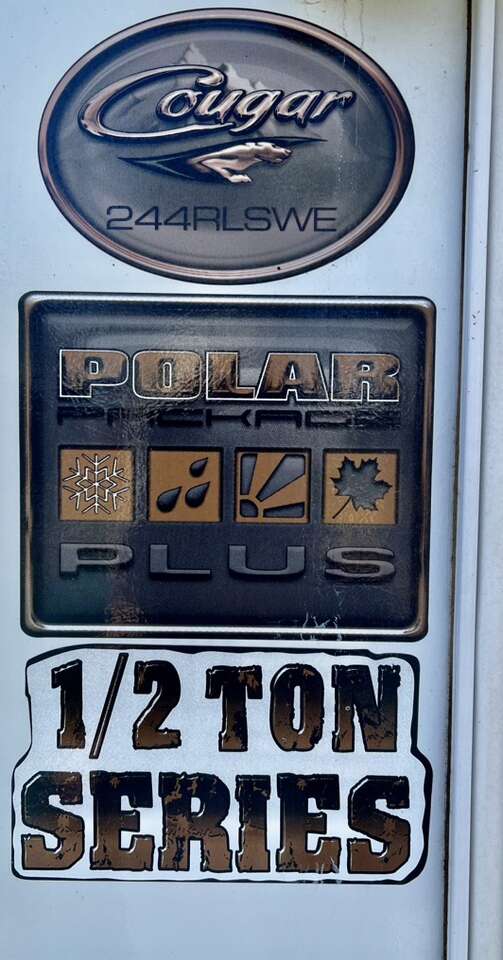 Cougar
244RLSWE
POLAR
PACKAGE
PLUS
1/2 TON
SERIES